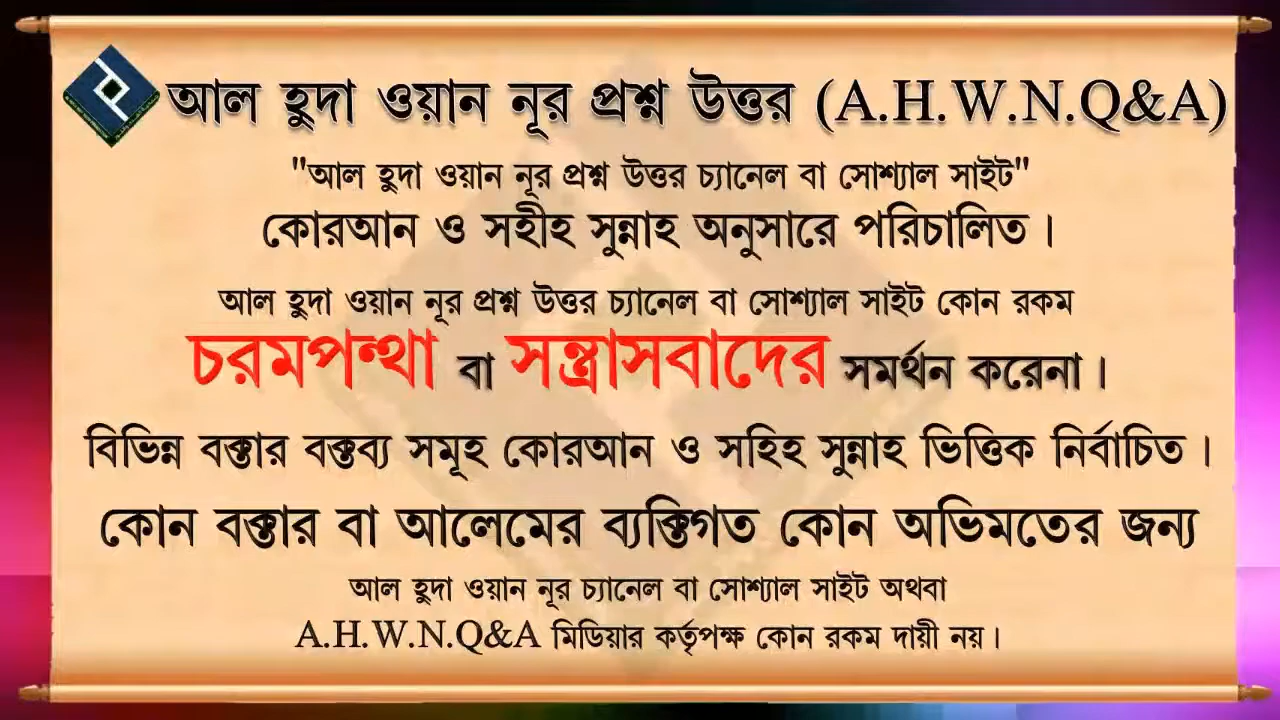 আল হুদা ওয়ান নূর প্রশ্ন উত্তর (A.H.W.N.Q&A)
"আল হুদা ওয়ান নূর প্রশ্ন উত্তর চ্যানেল বা সোশ্যাল সাইট"
কোরআন ও সহীহ সুন্নাহ অনুসারে পরিচালিত।
আল হুদা ওয়ান নূর প্রশ্ন উত্তর চ্যানেল বা সোশ্যাল সাইট কোন রকম
চরমপন্থা বা সন্ত্রাসবাদের সমর্থন করেনা।
বিভিন্ন বক্তার বক্তব্য সমূহ কোরআন ও সহিহ সুন্নাহ ভিত্তিক নির্বাচিত।
কোন বক্তার বা আলেমের ব্যক্তিগত কোন অভিমতের জন্য
আল হুদা ওয়ান নূর চ্যানেল বা সোশ্যাল সাইট অথবা
A.H.W.N.Q&A মিডিয়ার কর্তৃপক্ষ কোন রকম দায়ী নয়।